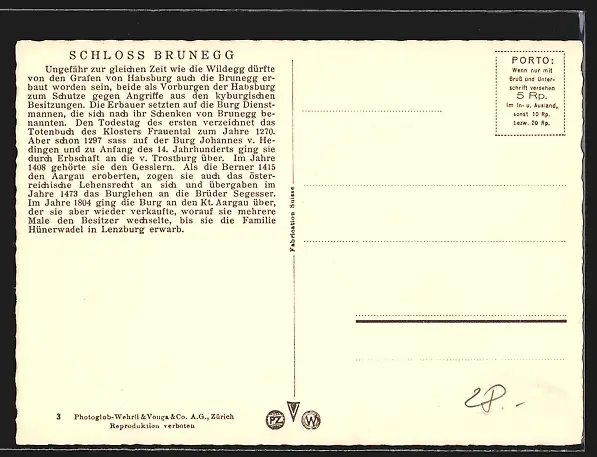 SCHLOSS BRUNEGG
Ungefähr zur gleichen Zeit wie die Wildegg dürfte
von den Grafen von Habsburg auch die Brunegg er-
baut worden sein, beide als Vorburgen der Habsburg
zum Schutze gegen Angriffe aus den kyburgischen
Besitzungen. Die Erbauer setzten auf die Burg Dienst-
mannen, die sich nach ihr Schenken von Brunegg be-
nannten. Den Todestag des ersten verzeichnet das
Totenbuch des Klosters Frauental zum Jahre 1270.
Aber schon 1297 sass auf der Burg Johannes v. He-
dingen und zu Anfang des 14. Jahrhunderts ging sie
durch Erbschaft an die v. Trostburg über. Im Jahre
1408 gehörte sie den Gesslern. Als die Berner 1415
den Aargau eroberten, zogen sie auch das öster-
reichische Lehensrecht an sich und übergaben im
Jahre 1473 das Burglehen an die Brüder Segesser.
Im Jahre 1804 ging die Burg an den Kt. Aargau über,
der sie aber wieder verkaufte, worauf sie mehrere
Male den Besitzer wechselte, bis sie die Familie
Hünerwadel in Lenzburg erwarb.
3 Photoglob-Wehrli & Vouga & Co. A.G., Zürich
Reproduktion verboten
Fabrication Suisse
PZ
V
W
PORTO:
Wenn nur mit
Gruß und Unter-
schrift versehen
5 Rp.
im In- u. Ausland,
sonst 10 Rp.
bezw. 20 Rp.